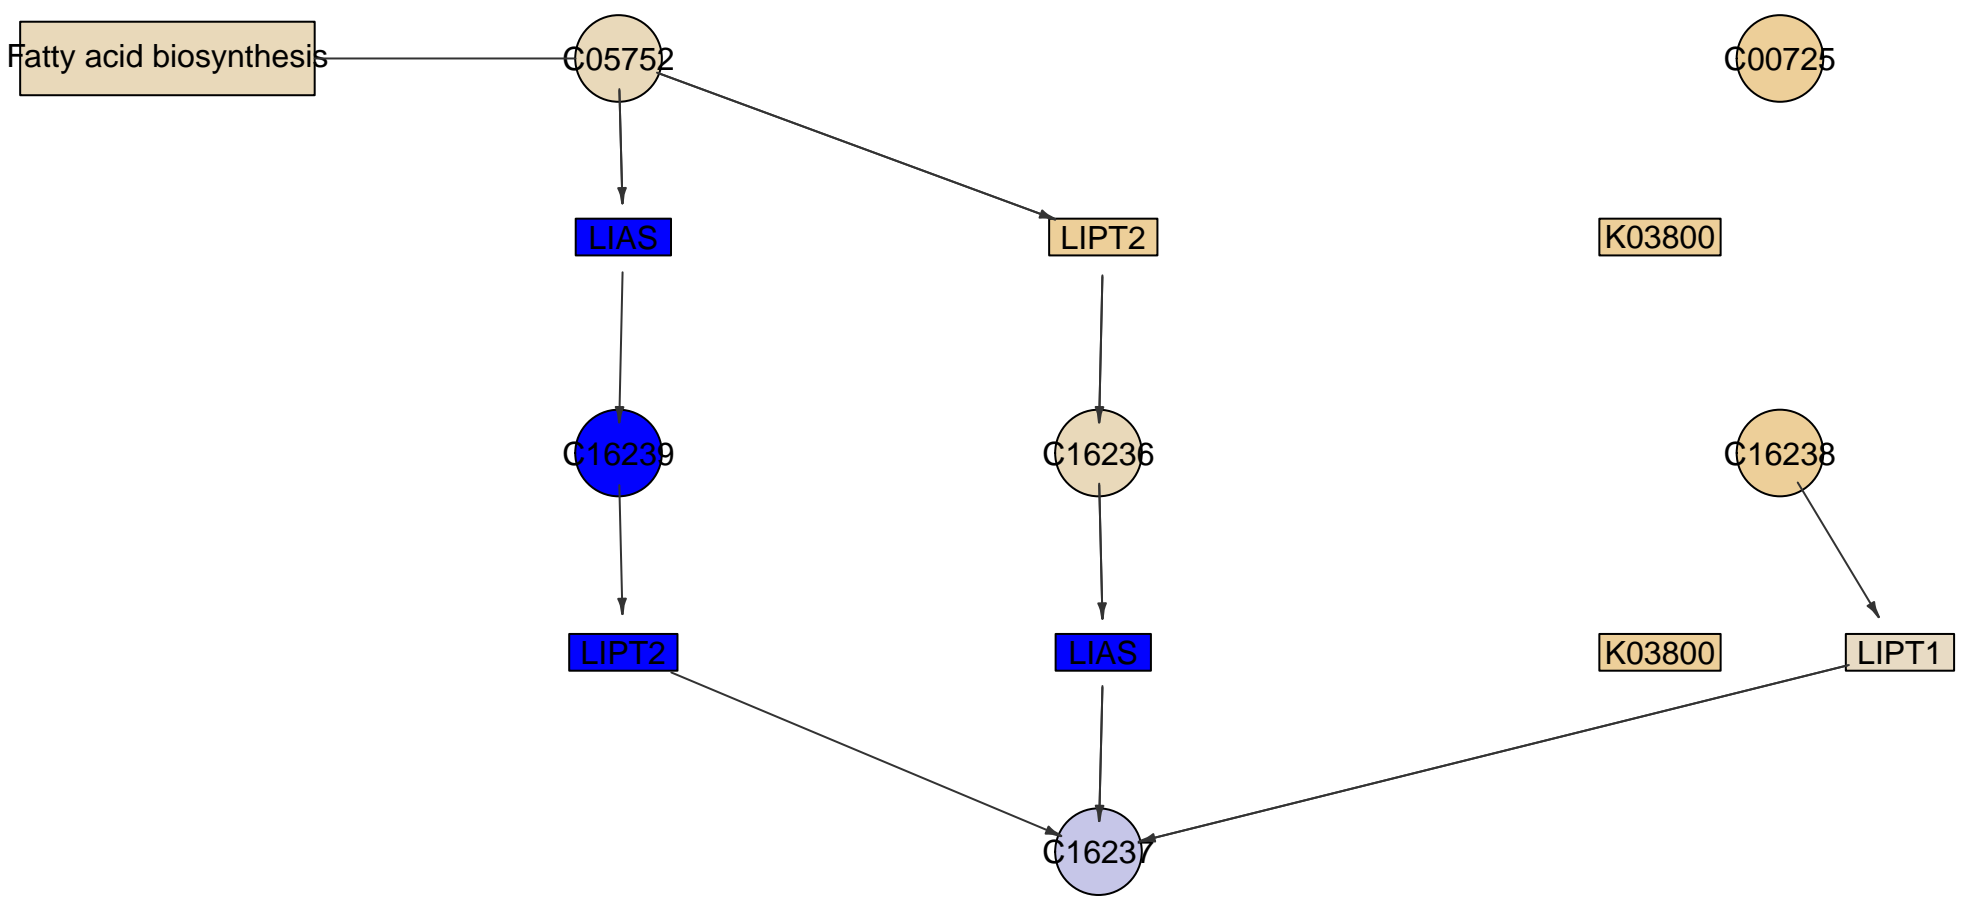 Fatty acid biosynthesis
C05752
C00725
LIAS
LIPT2
K03800
C16239
C16236
C16238
LIPT2
LIAS
K03800
LIPT1
C16237